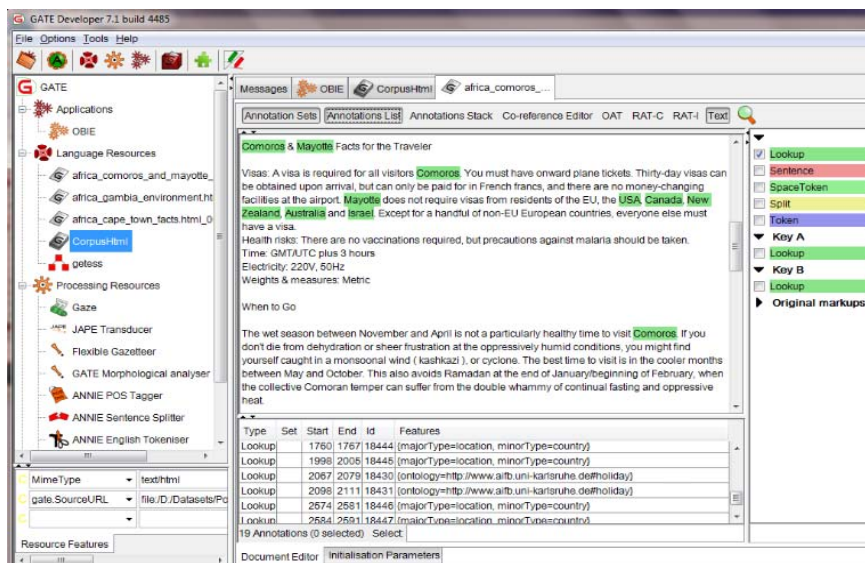 GATE Developer 7.1 build 4485
File Options Tools Help
GATE
Applications
OBIE
Language Resources
africa_comoros_and_mayotte_
africa_gambia_environment.ht
africa_cape_town_facts.html_0
CorpusHtml
getess
Processing Resources
Gaze
JAPE Transducer
Flexible Gazetteer
GATE Morphological analyser
ANNIE POS Tagger
ANNIE Sentence Splitter
ANNIE English Tokeniser
MimeType text/html
gate.SourceURL file:/D:/Datasets/Po
Resource Features
Messages OBIE CorpusHtml africa_comoros_...
Annotation Sets Annotations List Annotations Stack Co-reference Editor OAT RAT-C RAT-I Text
Comoros & Mayotte Facts for the Traveler
Visas: A visa is required for all visitors Comoros. You must have onward plane tickets. Thirty-day visas can
be obtained upon arrival, but can only be paid for in French francs, and there are no money-changing
facilities at the airport. Mayotte does not require visas from residents of the EU, the USA, Canada, New
Zealand, Australia and Israel. Except for a handful of non-EU European countries, everyone else must
have a visa.
Health risks: There are no vaccinations required, but precautions against malaria should be taken.
Time: GMT/UTC plus 3 hours
Electricity: 220V, 50Hz
Weights & measures: Metric
When to Go
The wet season between November and April is not a particularly healthy time to visit Comoros. If you
don't die from dehydration or sheer frustration at the oppressively humid conditions, you might find
yourself caught in a monsoonal wind ( kashkazi ), or cyclone. The best time to visit is in the cooler months
between May and October. This also avoids Ramadan at the end of January/beginning of February, when
the collective Comoran temper can suffer from the double whammy of continual fasting and oppressive
heat.
Type Set Start End Id Features
Lookup 1760 1767 18444 {majorType=location, minorType=country}
Lookup 1998 2005 18445 {majorType=location, minorType=country}
Lookup 2067 2079 18430 {ontology=http://www.aifb.uni-karlsruhe.de#holiday}
Lookup 2098 2111 18431 {ontology=http://www.aifb.uni-karlsruhe.de#holiday}
Lookup 2574 2581 18446 {majorType=location, minorType=country}
Lookup 2584 2591 18447 {majorType=location, minorType=country}
19 Annotations (0 selected) Select:
Document Editor Initialisation Parameters
Lookup
Sentence
SpaceToken
Split
Token
Key A
Lookup
Key B
Lookup
Original markups